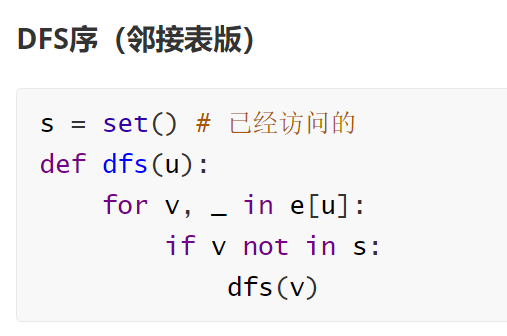 DFS序（邻接表版）
s = set() # 已经访问的
def dfs(u):
    for v, _ in e[u]:
        if v not in s:
            dfs(v)